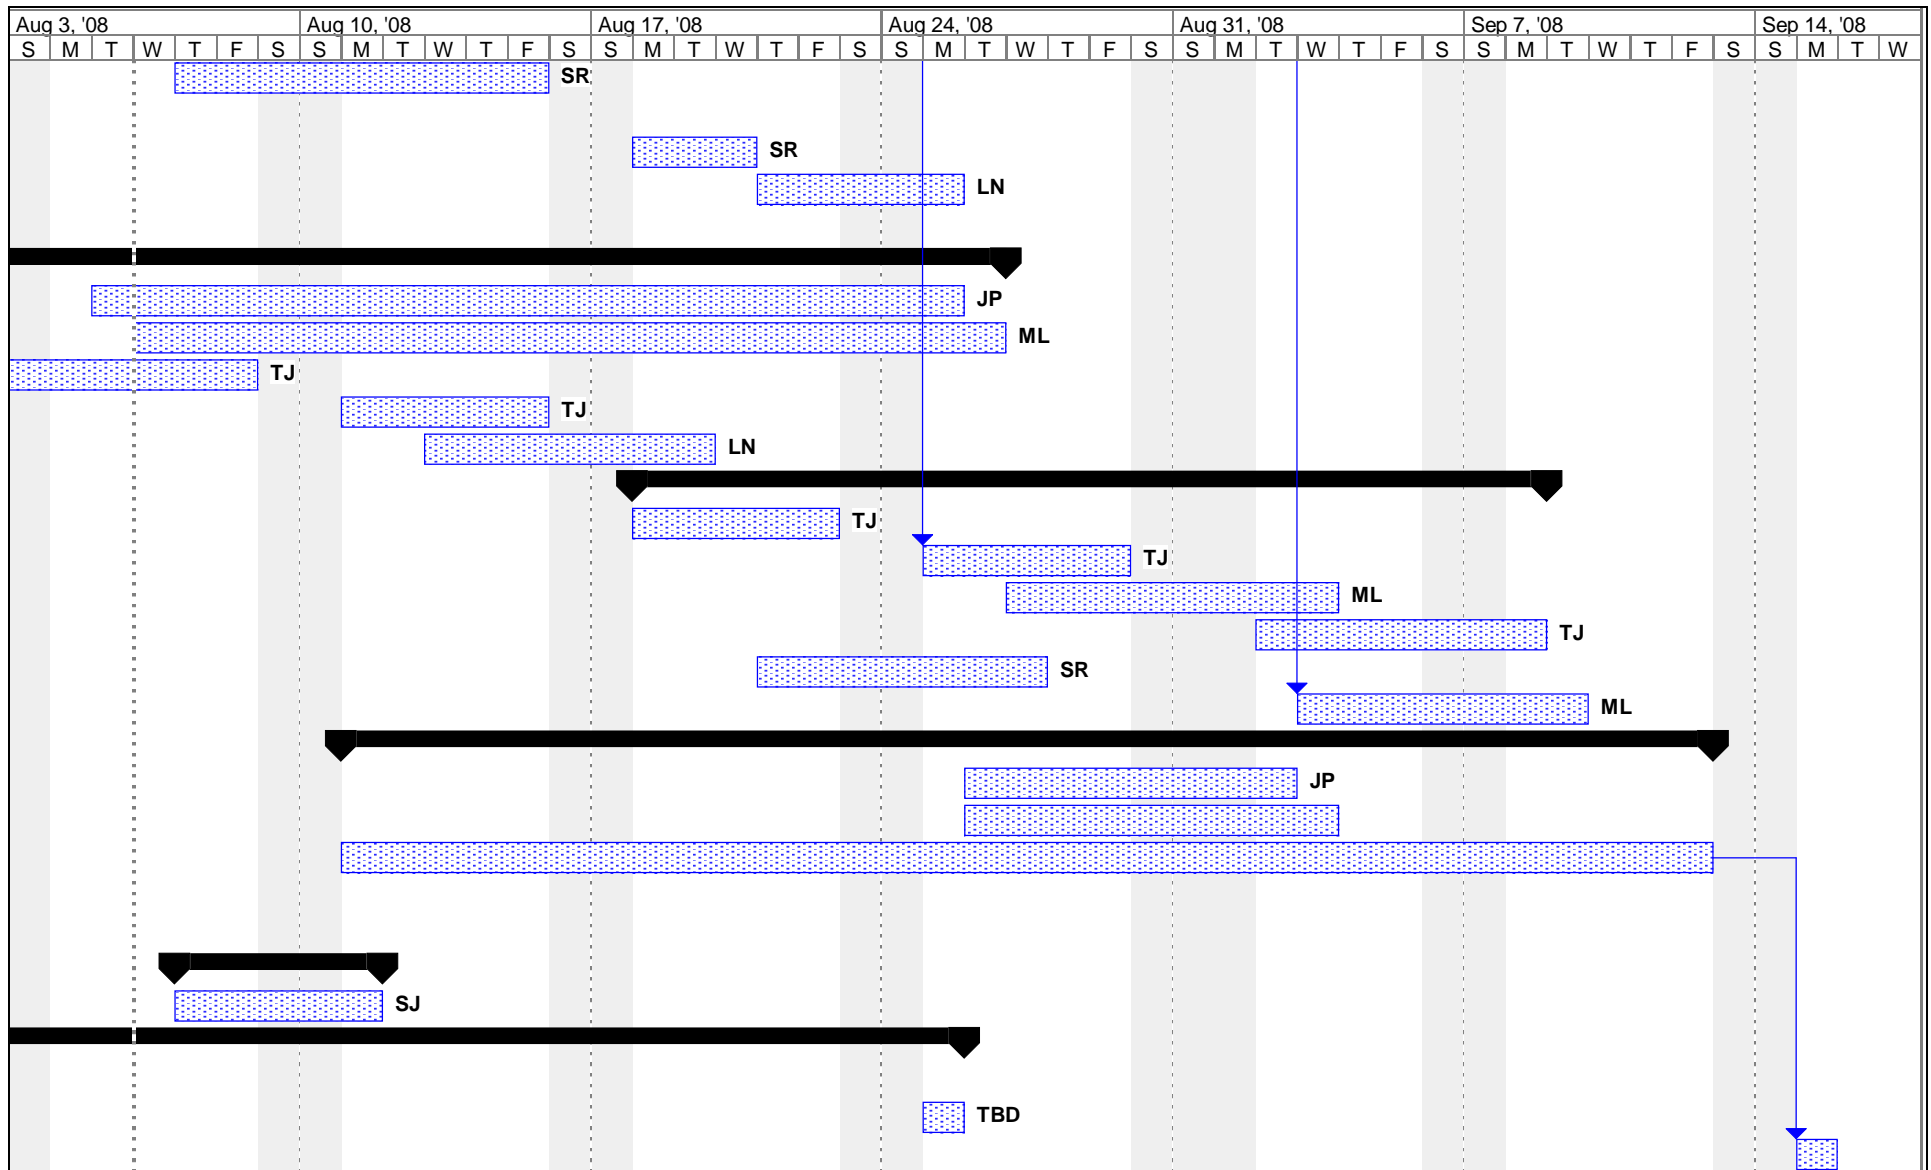 Aug 3, '08 Aug 10, '08 Aug 17, '08 Aug 24, '08 Aug 31, '08 Sep 7, '08 Sep 14, '08
S M T W T F S S M T W T F S S M T W T F S S M T W T F S S M T W T F S S M T W T F S S M T W
SR
SR
LN
JP
ML
TJ
TJ
LN
TJ
TJ
ML
TJ
SR
ML
JP
SJ
TBD